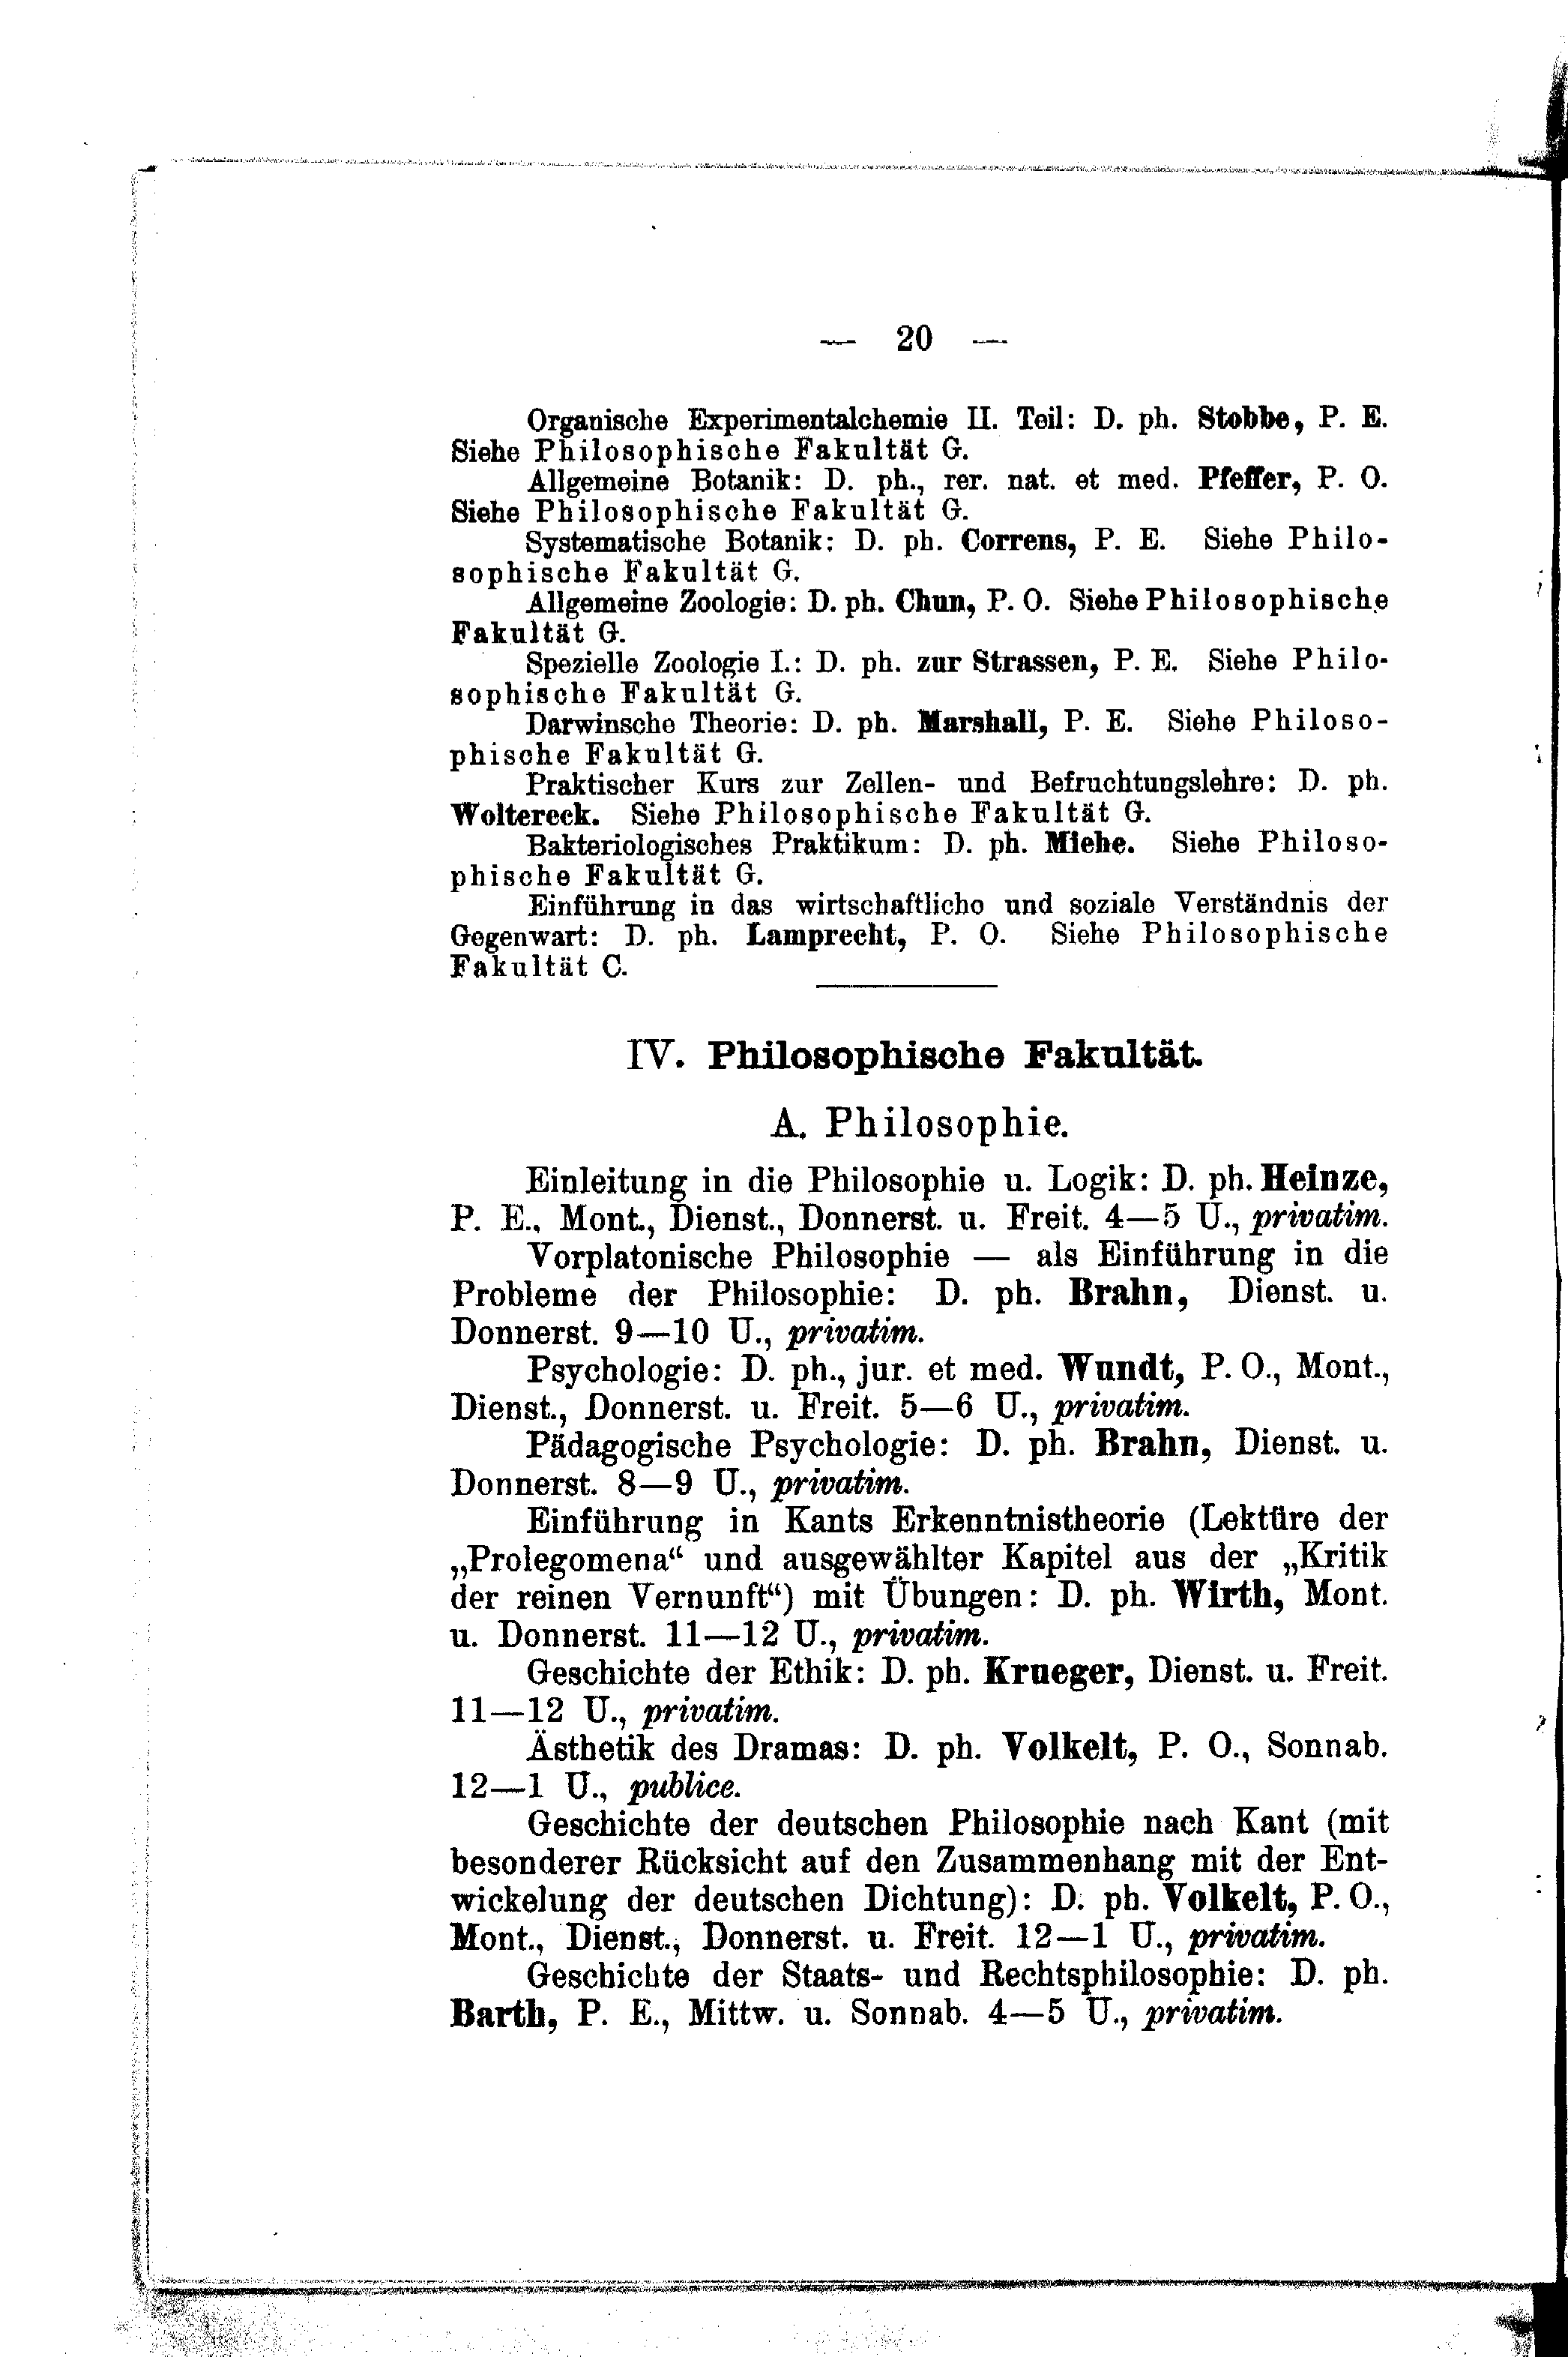 — 20 —
Organische Experimentalchemie II. Teil: D. ph. Stobbe, P. E.
Siehe Philosophische Fakultät G.
Allgemeine Botanik: D. ph., rer. nat. et med. Pfeffer, P. O.
Siehe Philosophische Fakultät G.
Systematische Botanik: D. ph. Correns, P. E. Siehe Philo-
sophische Fakultät G.
Allgemeine Zoologie: D. ph. Chun, P. O. Siehe Philosophische
Fakultät G.
Spezielle Zoologie I.: D. ph. zur Strassen, P. E. Siehe Philo-
sophische Fakultät G.
Darwinsche Theorie: D. ph. Marshall, P. E. Siehe Philoso-
phische Fakultät G.
Praktischer Kurs zur Zellen- und Befruchtungslehre: D. ph.
Woltereck. Siehe Philosophische Fakultät G.
Bakteriologisches Praktikum: D. ph. Miehe. Siehe Philoso-
phische Fakultät G.
Einführung in das wirtschaftliche und soziale Verständnis der
Gegenwart: D. ph. Lamprecht, P. O. Siehe Philosophische
Fakultät C.
IV. Philosophische Fakultät.
A. Philosophie.
Einleitung in die Philosophie u. Logik: D. ph. Heinze,
P. E., Mont., Dienst., Donnerst. u. Freit. 4—5 U., privatim.
Vorplatonische Philosophie — als Einführung in die
Probleme der Philosophie: D. ph. Brahn, Dienst. u.
Donnerst. 9—10 U., privatim.
Psychologie: D. ph., jur. et med. Wundt, P. O., Mont.,
Dienst., Donnerst. u. Freit. 5—6 U., privatim.
Pädagogische Psychologie: D. ph. Brahn, Dienst. u.
Donnerst. 8—9 U., privatim.
Einführung in Kants Erkenntnistheorie (Lektüre der
„Prolegomena“ und ausgewählter Kapitel aus der „Kritik
der reinen Vernunft“) mit Übungen: D. ph. Wirth, Mont.
u. Donnerst. 11—12 U., privatim.
Geschichte der Ethik: D. ph. Krueger, Dienst. u. Freit.
11—12 U., privatim.
Ästhetik des Dramas: D. ph. Volkelt, P. O., Sonnab.
12—1 U., publice.
Geschichte der deutschen Philosophie nach Kant (mit
besonderer Rücksicht auf den Zusammenhang mit der Ent-
wickelung der deutschen Dichtung): D. ph. Volkelt, P. O.,
Mont., Dienst., Donnerst. u. Freit. 12—1 U., privatim.
Geschichte der Staats- und Rechtsphilosophie: D. ph.
Barth, P. E., Mittw. u. Sonnab. 4—5 U., privatim.